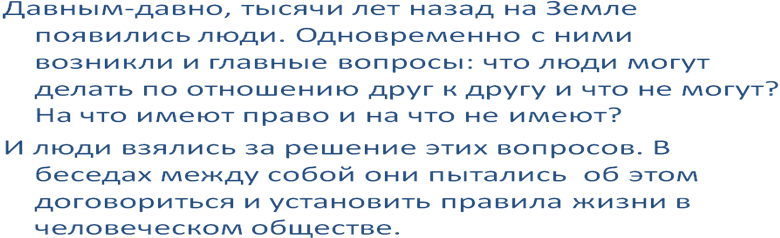 Давным-давно, тысячи лет назад на Земле
появились люди. Одновременно с ними
возникли и главные вопросы: что люди могут
делать по отношению друг к другу и что не могут?
На что имеют право и на что не имеют?
И люди взялись за решение этих вопросов. В
беседах между собой они пытались  об этом
договориться и установить правила жизни в
человеческом обществе.